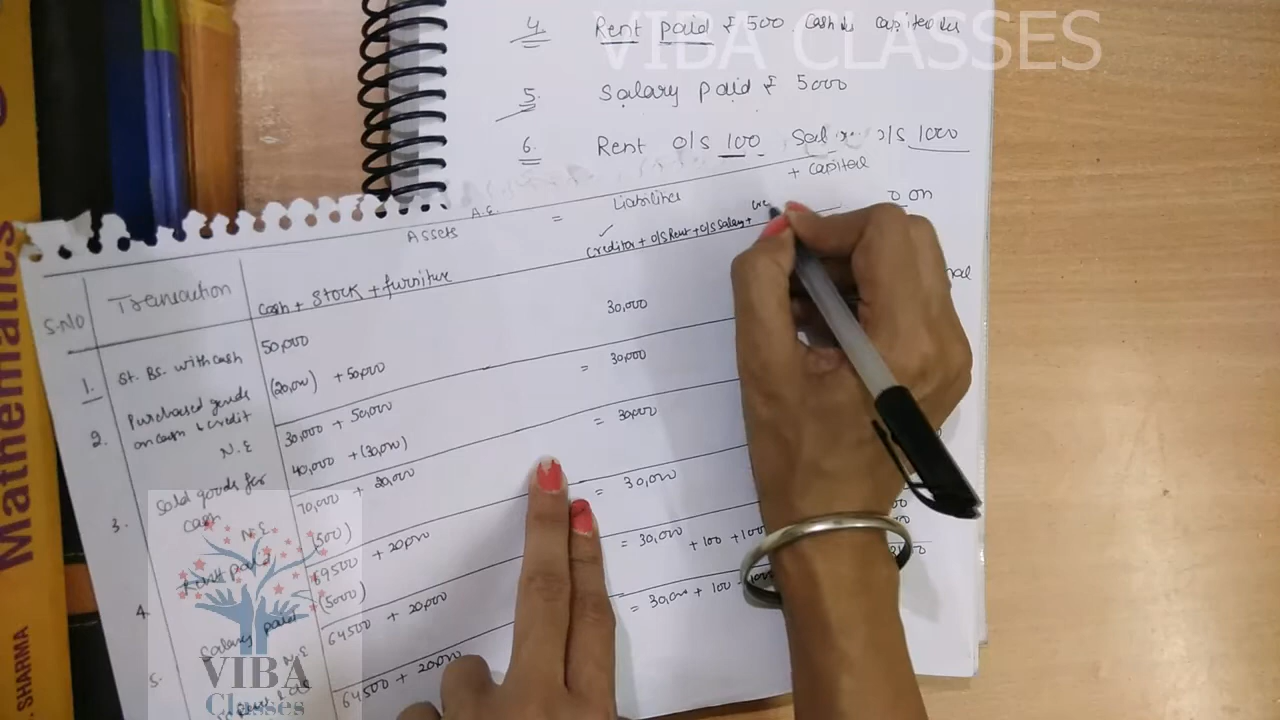 VIBA CLASSES
4. Rent paid ₹ 500
5. Salary paid ₹ 5000
6. Rent O/S 100 O/S 1000
A.E.
Assets = Liabilities + capital
S.NO Transaction cash + stock + furniture creditor + O/S Rent + O/S Salary +
1. St. Bs. with cash 50,000
2. Purchased goods on cash & credit (20,000) + 50,000 30,000
N.E 30,000 + 50,000 = 30,000
3. Sold goods for cash 40,000 + (30,000)
N.E 70,000 + 20,000 = 30,000
4. Rent paid (500)
69500 + 20,000 = 30,000
5. Salary paid (5000)
N.E 64500 + 20,000 = 30,000
+ 100 + 1000
64500 + 20,000 = 30,000 + 100
VIBA
Classes
Mathematics
SHARMA